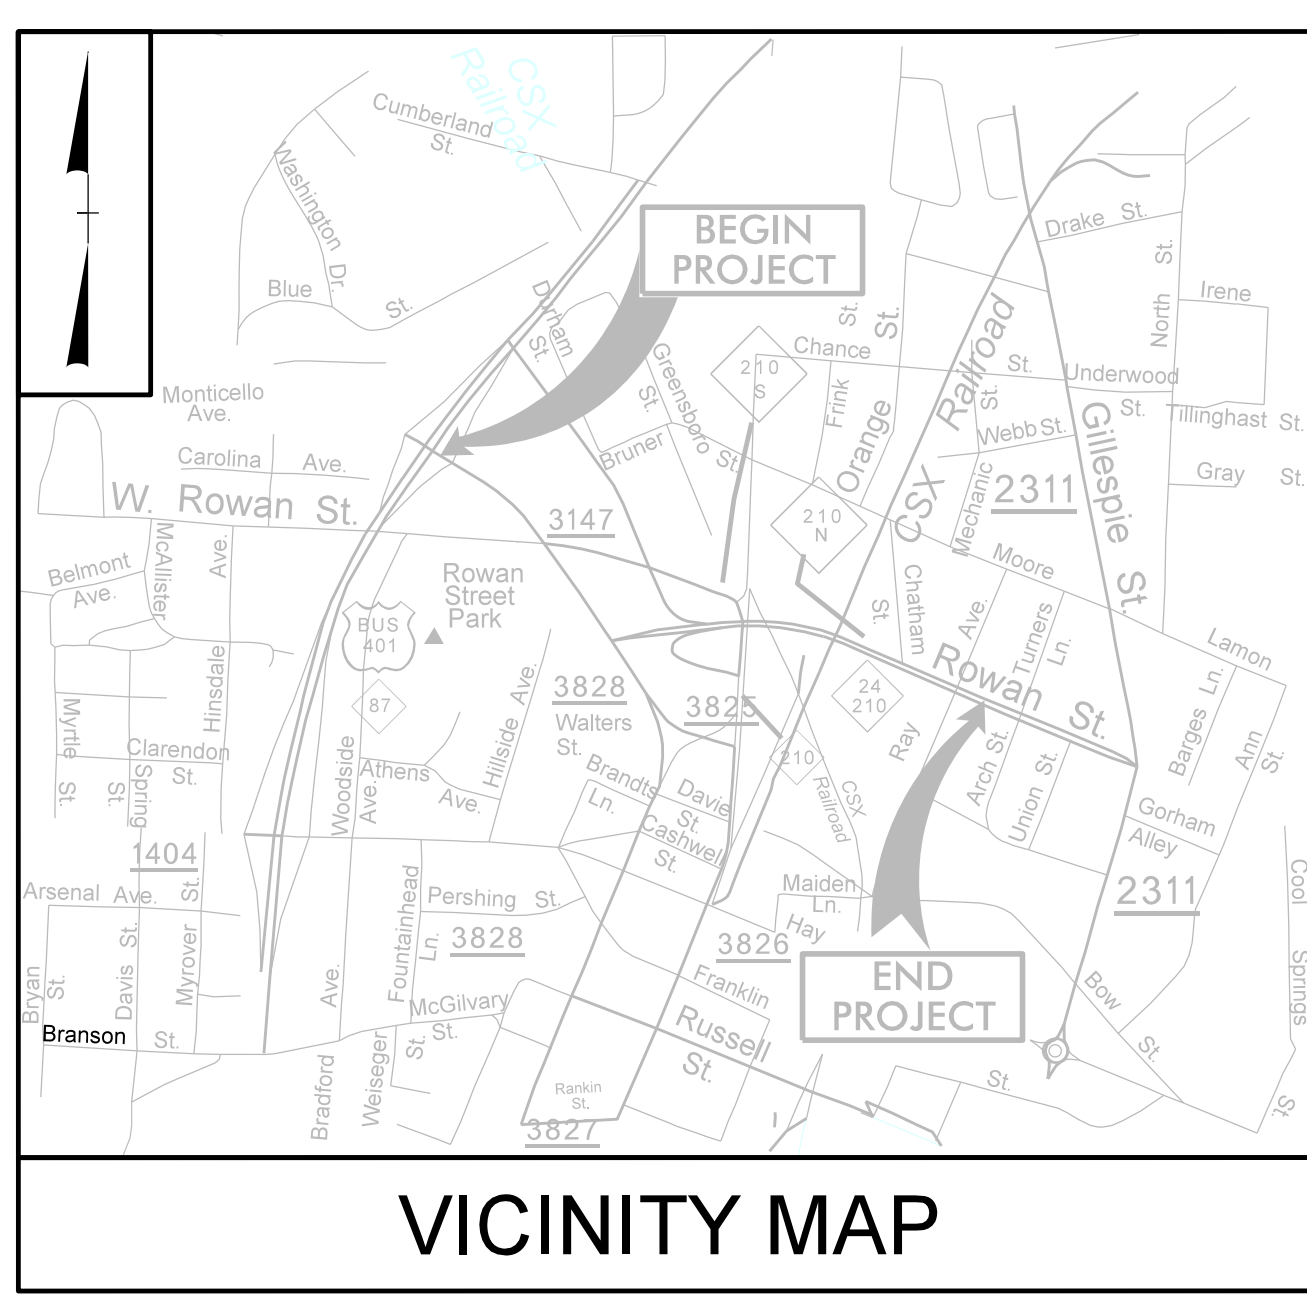 CSX
Railroad
Cumberland
St.
Washington
Dr.
Blue
St.
BEGIN
PROJECT
Drake St.
North St.
Irene
Durham
St.
Greensboro
St.
St.
St.
Orange
St.
Chance
St.
Underwood
St.
Tillinghast St.
Railroad
CSX
210
S
Frink
Monticello
Ave.
Bruner
Carolina Ave.
St.
Webb St.
Gillespie St.
Gray St.
W. Rowan St.
2311
Mechanic
3147
210
N
Moore
McAllister
Ave.
Belmont
Ave.
Rowan
Street
Park
BUS
401
Chatham
St.
Ave.
Turners
Ln.
Lamon
Rowan St.
Hinsdale
Hillside Ave.
3828
Walters
St.
3825
24
210
87
Ray
Barges Ln.
Ann
St.
Myrtle
St.
Clarendon
St.
Spring
St.
Woodside
Ave.
Athens
Ave.
Brandts
Ln.
Davie
St.
Cashwell
St.
210
CSX
Railroad
Arch St.
Union St.
Gorham
Alley
1404
Arsenal Ave.
St.
Myrover
Pershing St.
Fountainhead
Ln.
3828
Maiden
Ln.
Hay
3826
2311
Cool
Springs
St.
Bryan
St.
Davis St.
Ave.
Bradford
McGilvary
St.
St.
Weiseger
Franklin
Russell
St.
END
PROJECT
Bow
St.
St.
Branson St.
Rankin
St.
3827
VICINITY MAP